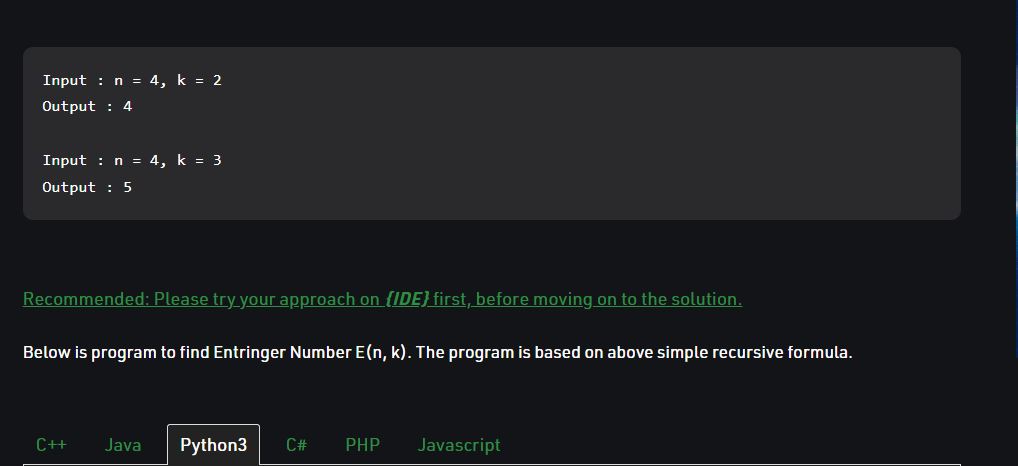 Input : n = 4, k = 2
Output : 4
Input : n = 4, k = 3
Output : 5
Recommended: Please try your approach on {IDE} first, before moving on to the solution.
Below is program to find Entringer Number E(n, k). The program is based on above simple recursive formula.
C++ Java Python3 C# PHP Javascript